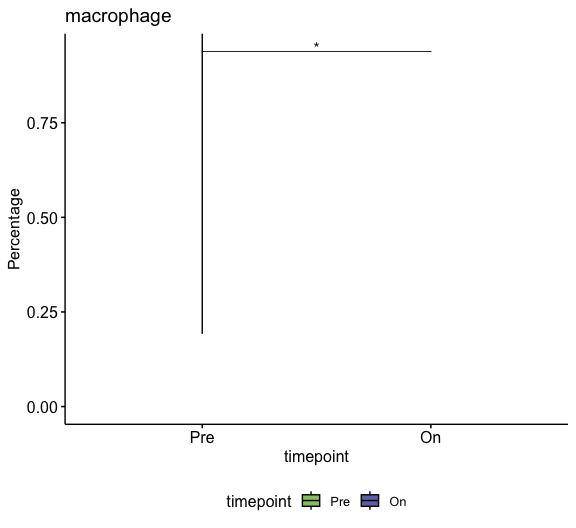 macrophage
*
Percentage
0.75
0.50
0.25
0.00
Pre On
timepoint
timepoint Pre On